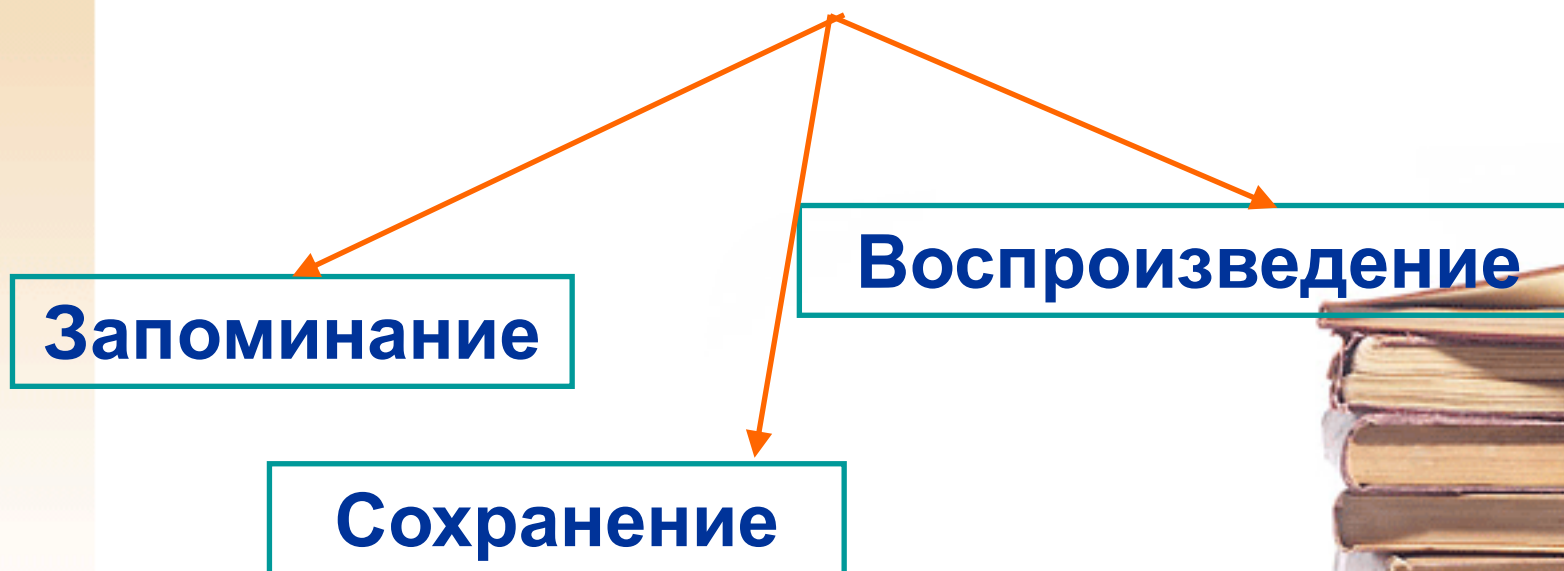 Воспроизведение
Запоминание
Сохранение